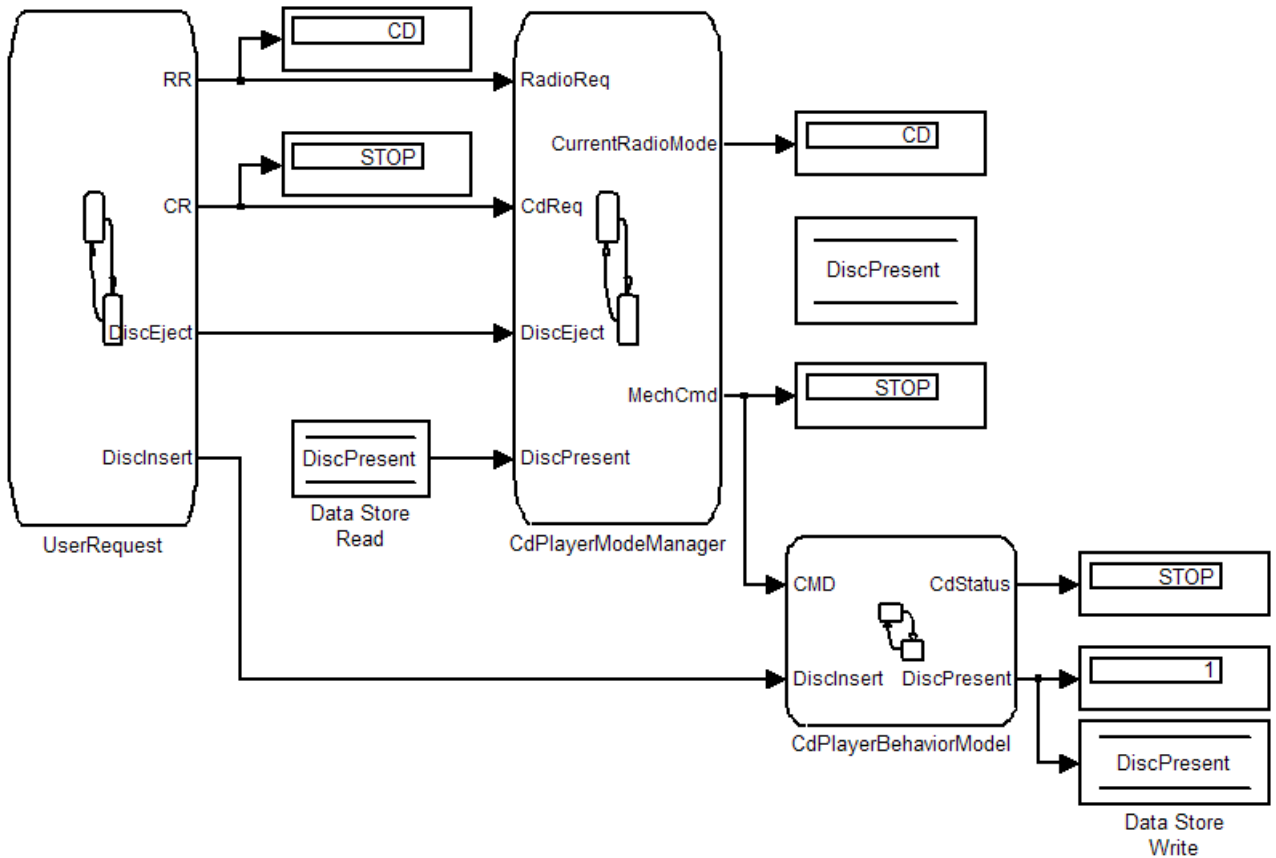 CD
RR
RadioReq
CurrentRadioMode
CD
STOP
CR
CdReq
DiscPresent
DiscEject
DiscEject
MechCmd
STOP
DiscInsert
DiscPresent
DiscPresent
Data Store
Read
UserRequest
CdPlayerModeManager
CMD
CdStatus
STOP
DiscInsert
DiscPresent
1
CdPlayerBehaviorModel
DiscPresent
Data Store
Write